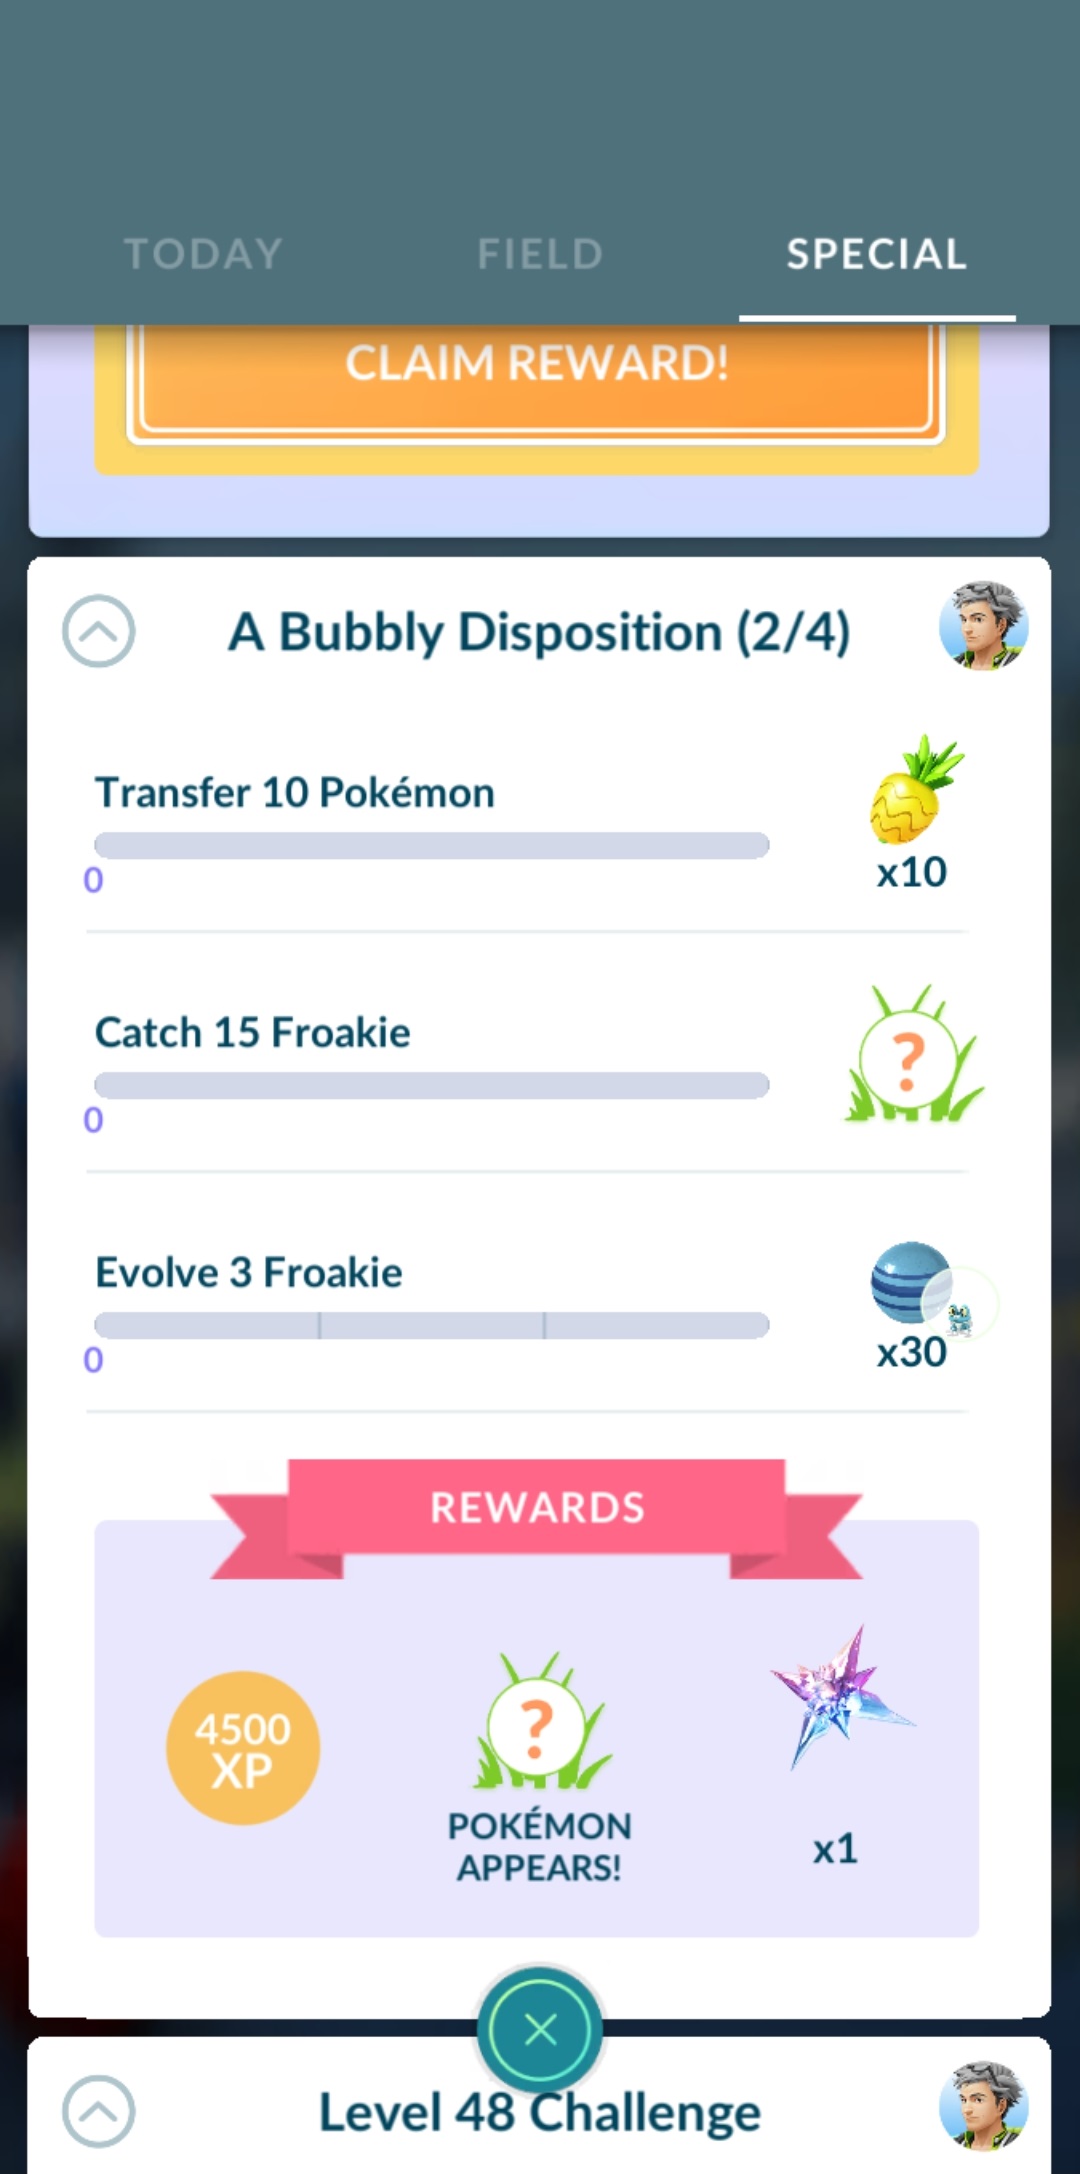 TODAY
FIELD
SPECIAL
CLAIM REWARD!
A Bubbly Disposition (2/4)
Transfer 10 Pokémon
0
x10
Catch 15 Froakie
0
?
Evolve 3 Froakie
0
x30
REWARDS
4500
XP
?
POKÉMON
APPEARS!
x1
Level 48 Challenge